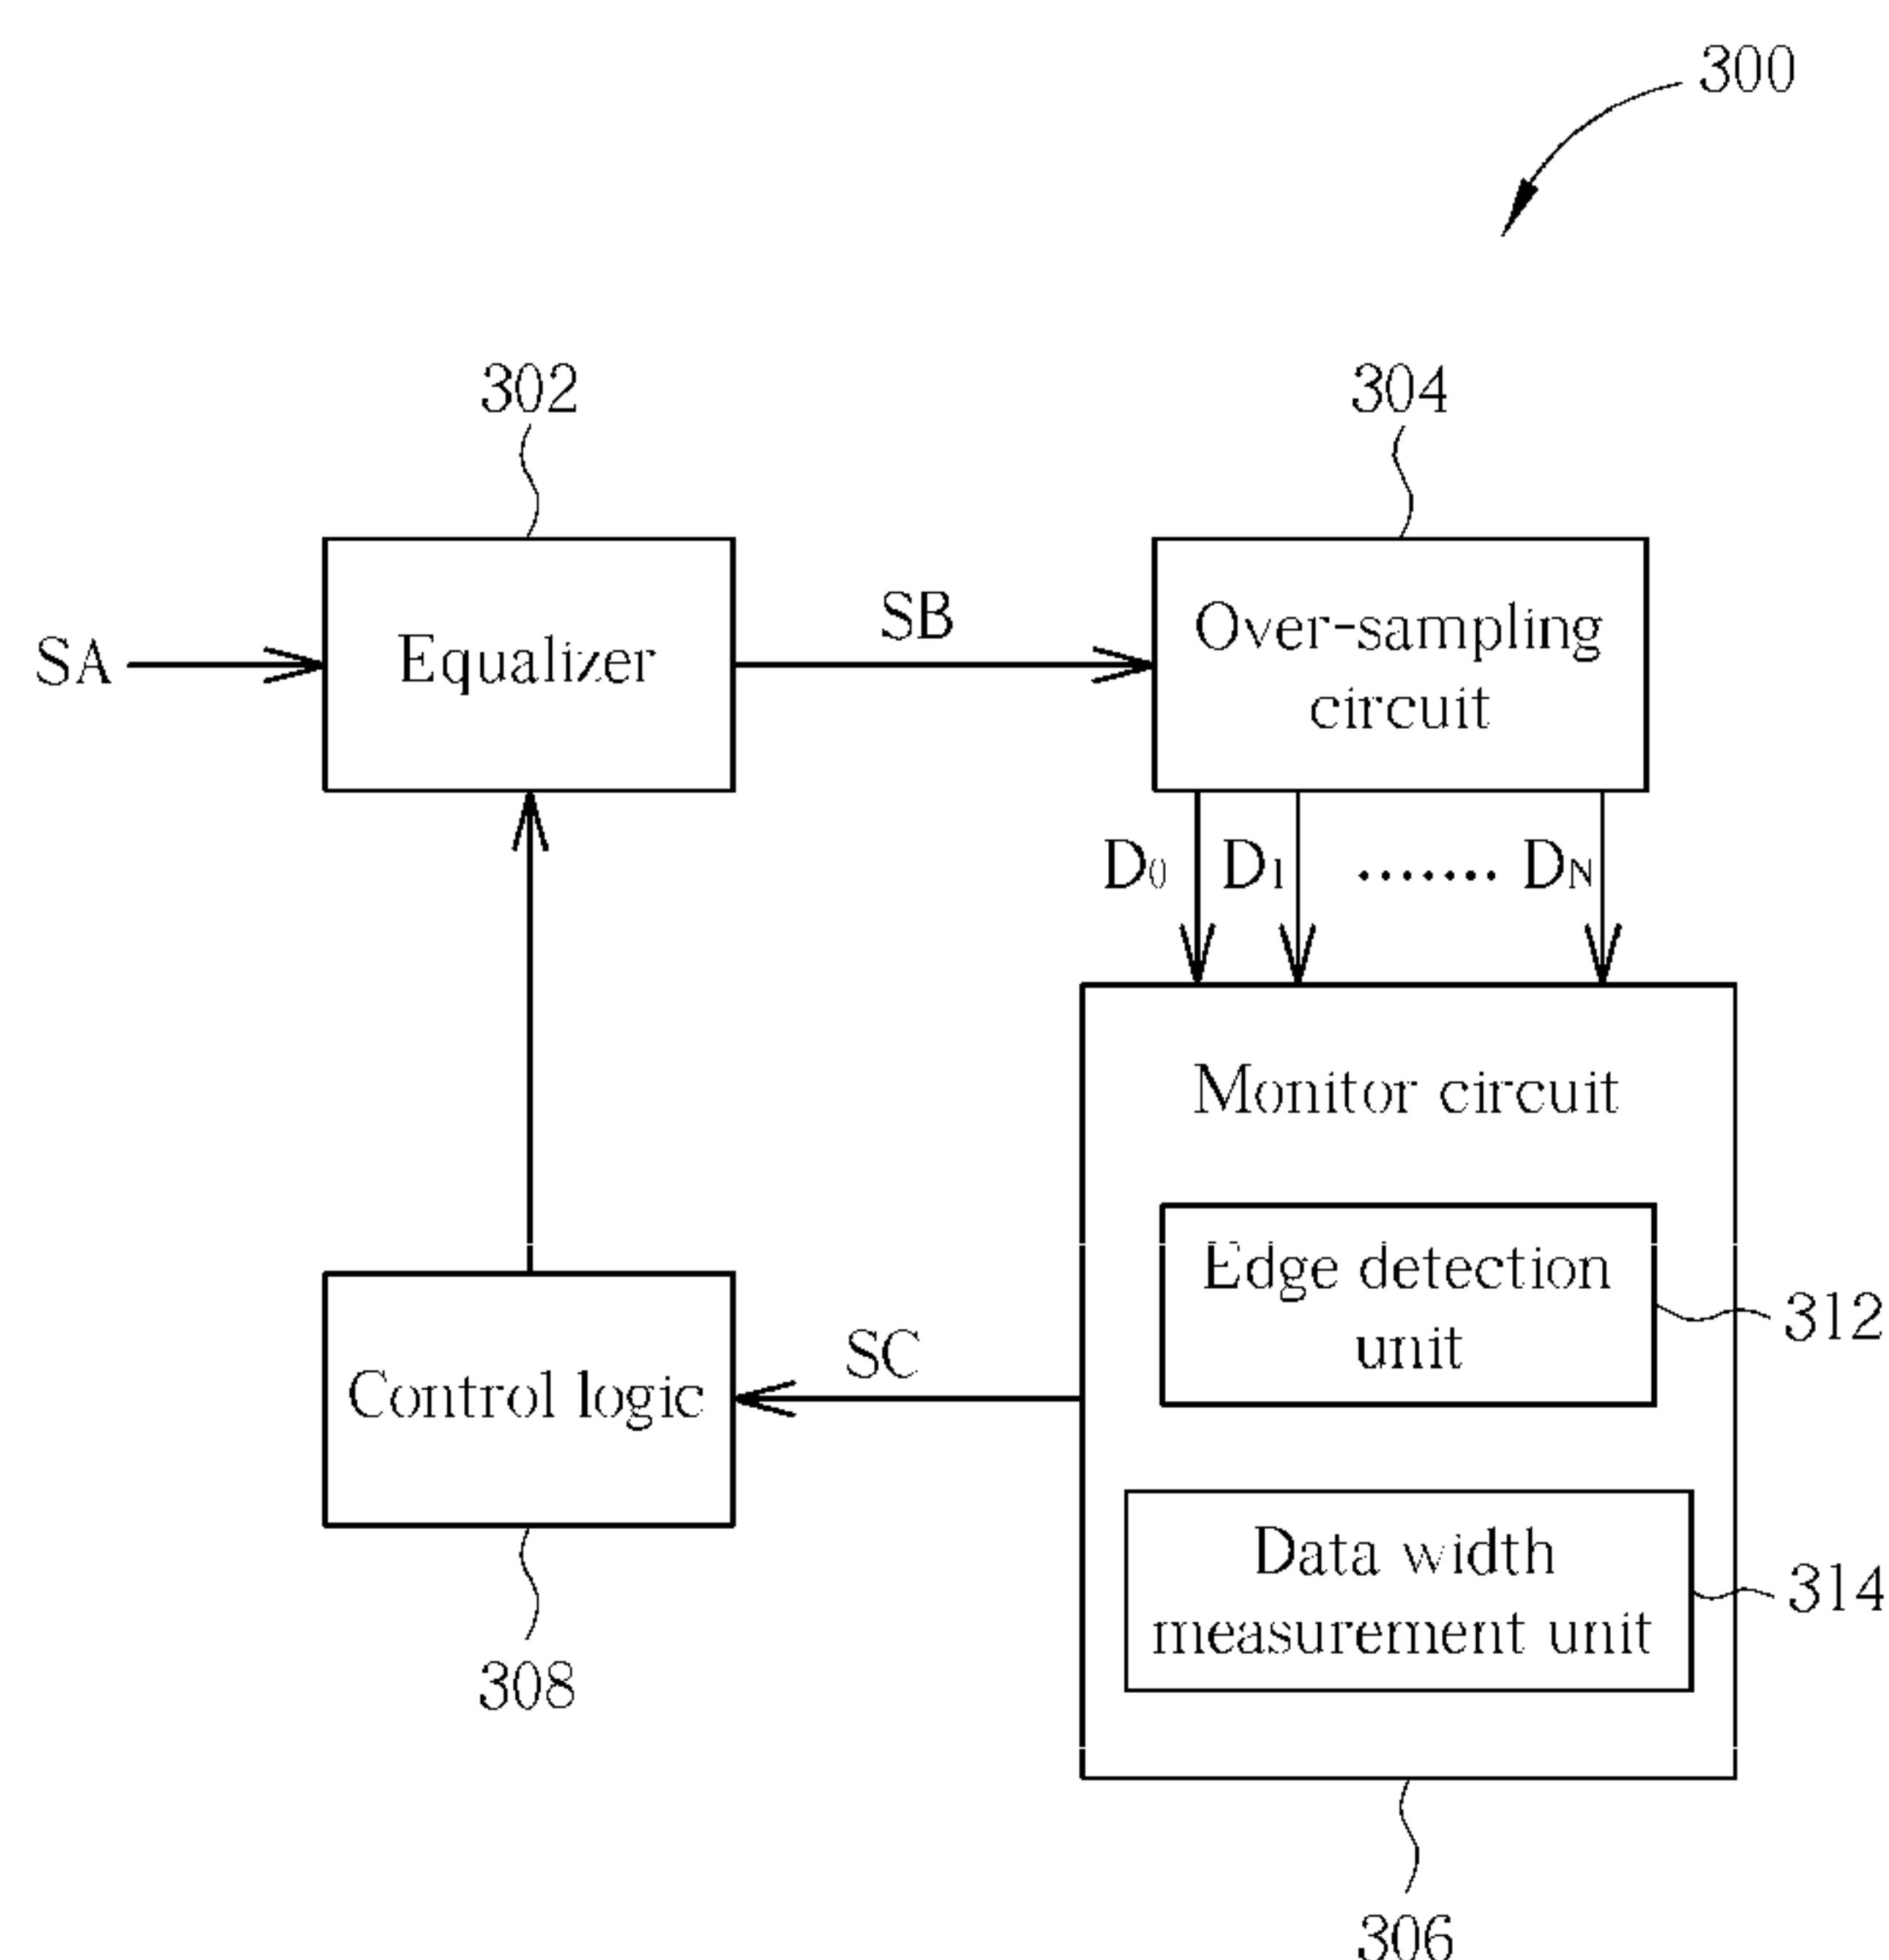 300
302
304
SA
Equalizer
SB
Over-sampling
circuit
D0 D1 ....... DN
Monitor circuit
Edge detection
unit
312
Control logic
SC
Data width
measurement unit
314
308
306